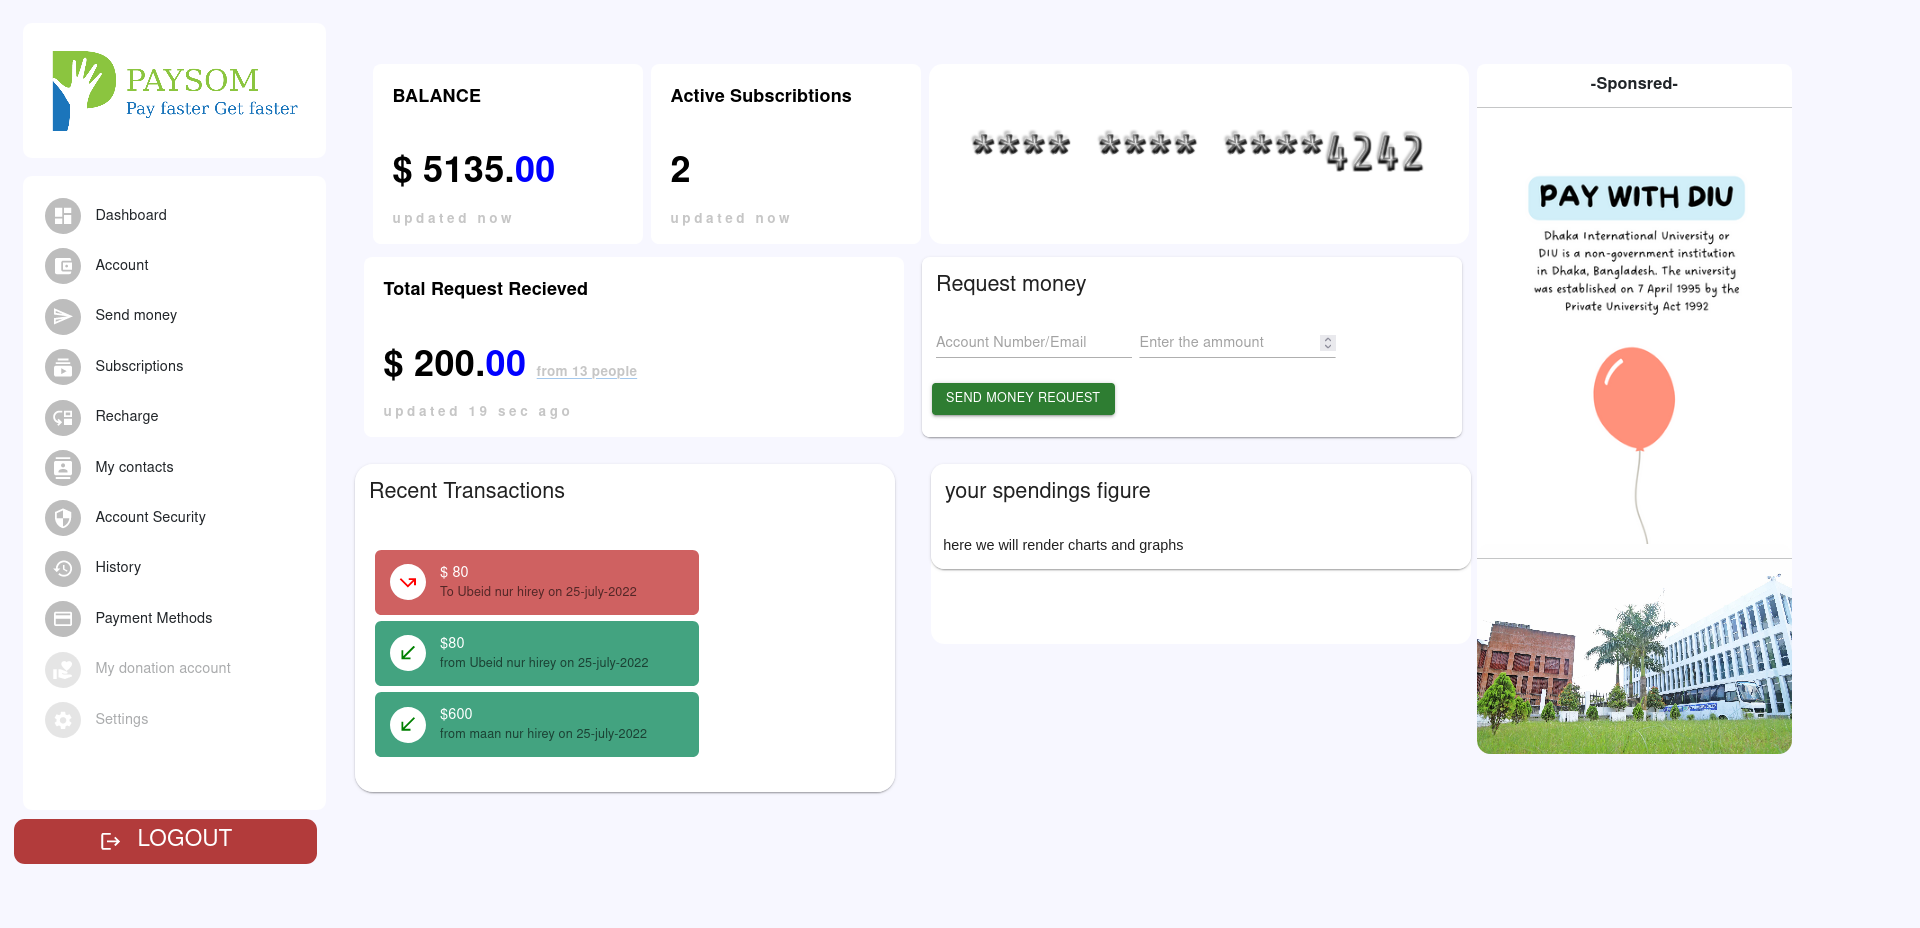 PAYSOM
Pay faster Get faster
Dashboard
Account
Send money
Subscriptions
Recharge
My contacts
Account Security
History
Payment Methods
My donation account
Settings
LOGOUT
BALANCE
$ 5135.00
updated now
Active Subscribtions
2
updated now
**** **** ****4242
Total Request Recieved
$ 200.00 from 13 people
updated 19 sec ago
Request money
Account Number/Email Enter the ammount
SEND MONEY REQUEST
Recent Transactions
$ 80
To Ubeid nur hirey on 25-july-2022
$80
from Ubeid nur hirey on 25-july-2022
$600
from maan nur hirey on 25-july-2022
your spendings figure
here we will render charts and graphs
-Sponsred-
PAY WITH DIU
Dhaka International University or
DIU is a non-government institution
in Dhaka, Bangladesh. The university
was established on 7 April 1995 by the
Private University Act 1992